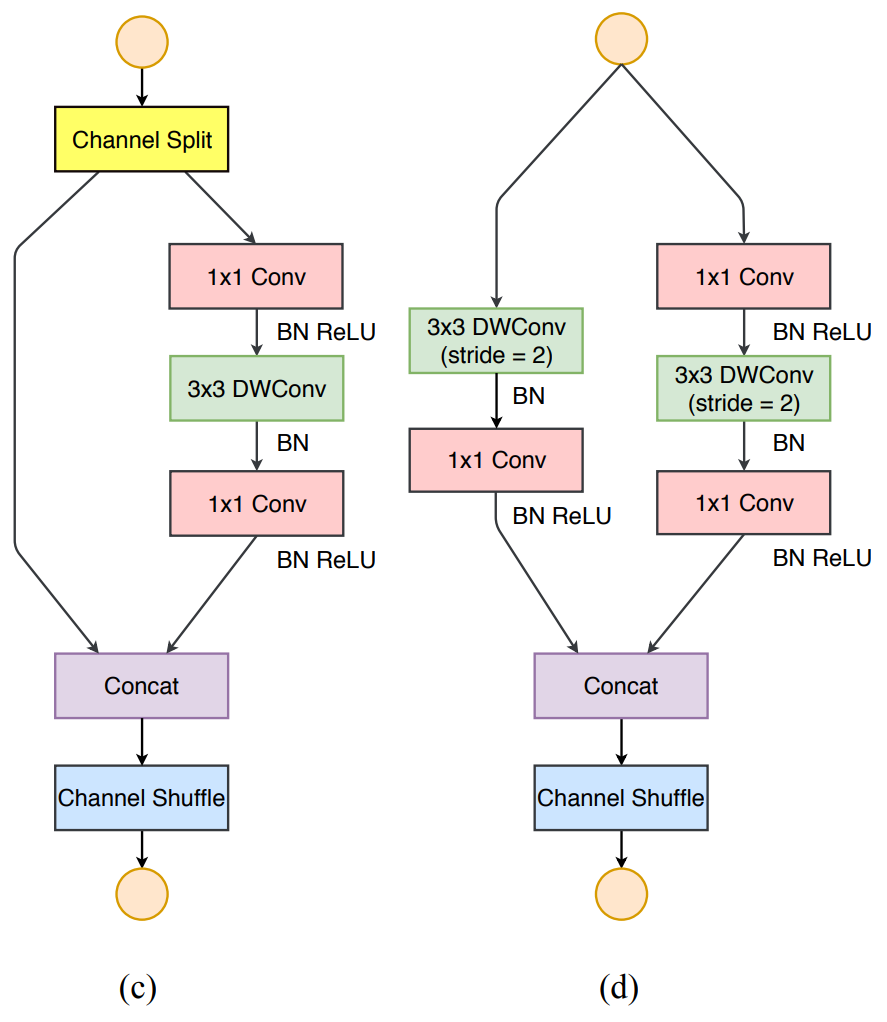 Channel Split
1x1 Conv
BN ReLU
3x3 DWConv
BN
1x1 Conv
BN ReLU
Concat
Channel Shuffle
(c)
3x3 DWConv
(stride = 2)
BN
1x1 Conv
BN ReLU
1x1 Conv
BN ReLU
3x3 DWConv
(stride = 2)
BN
1x1 Conv
BN ReLU
Concat
Channel Shuffle
(d)